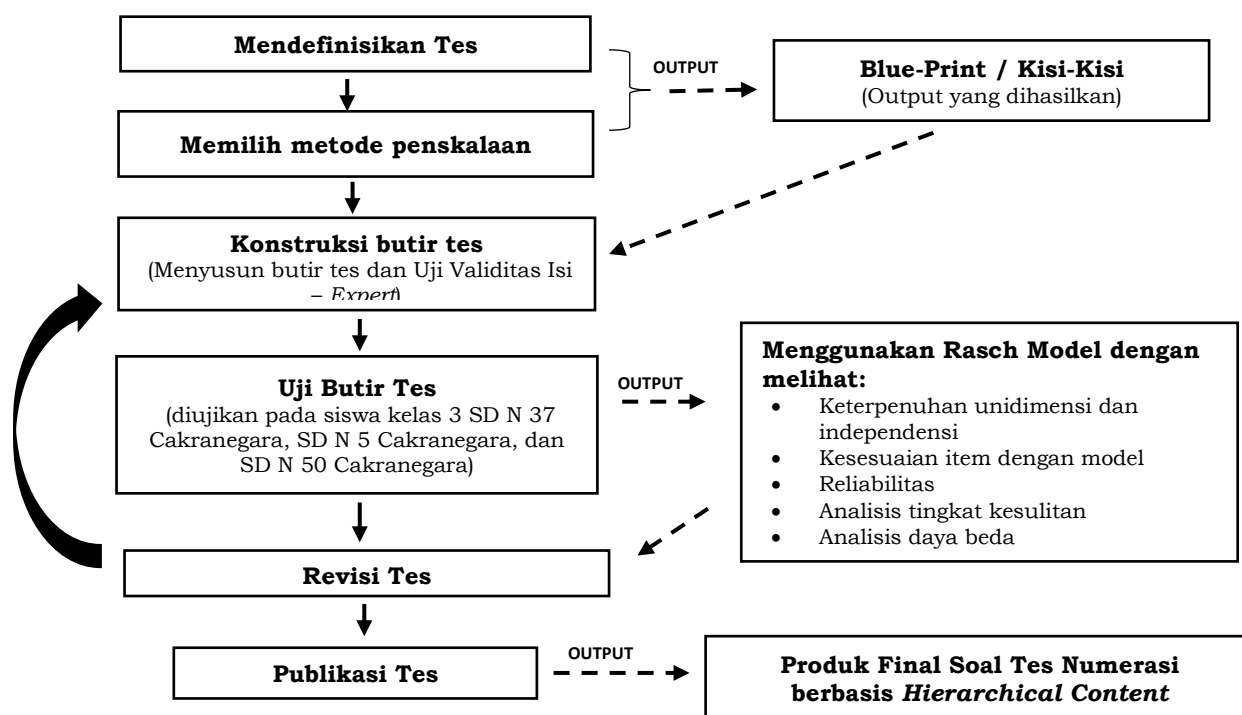 Mendefinisikan Tes
OUTPUT
Blue-Print / Kisi-Kisi
(Output yang dihasilkan)
Memilih metode penskalaan
Konstruksi butir tes
(Menyusun butir tes dan Uji Validitas Isi
– Expert)
Uji Butir Tes
(diujikan pada siswa kelas 3 SD N 37
Cakranegara, SD N 5 Cakranegara, dan
SD N 50 Cakranegara)
OUTPUT
Menggunakan Rasch Model dengan
melihat:
• Keterpenuhan unidimensi dan
independensi
• Kesesuaian item dengan model
• Reliabilitas
• Analisis tingkat kesulitan
• Analisis daya beda
Revisi Tes
Publikasi Tes
OUTPUT
Produk Final Soal Tes Numerasi
berbasis Hierarchical Content